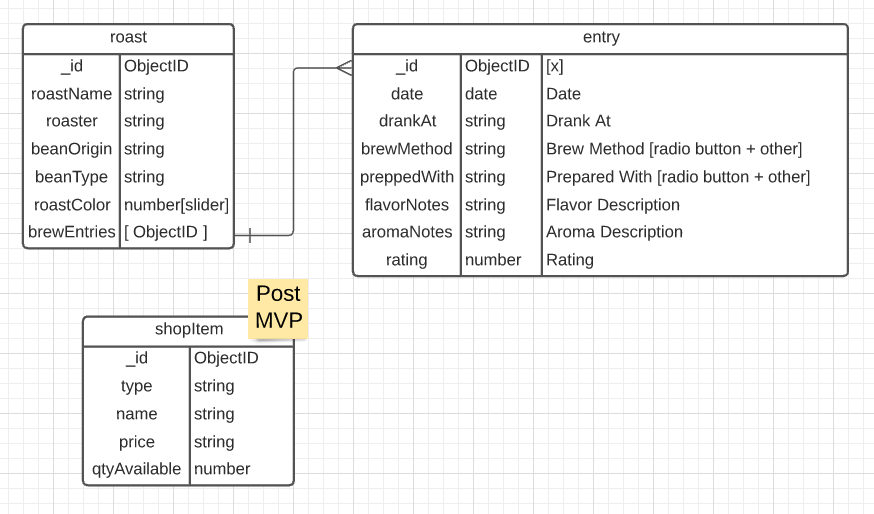 roast
_id ObjectID
roastName string
roaster string
beanOrigin string
beanType string
roastColor number[slider]
brewEntries [ ObjectID ]
entry
_id ObjectID [x]
date date Date
drankAt string Drank At
brewMethod string Brew Method [radio button + other]
preppedWith string Prepared With [radio button + other]
flavorNotes string Flavor Description
aromaNotes string Aroma Description
rating number Rating
Post
MVP
shopItem
_id ObjectID
type string
name string
price string
qtyAvailable number